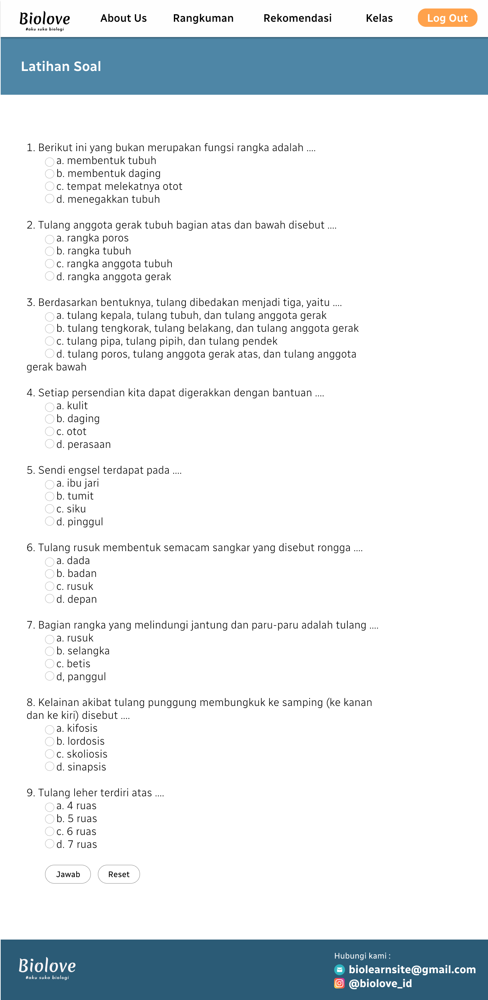 Biolove
#aku suka biologi
About Us
Rangkuman
Rekomendasi
Kelas
Log Out
Latihan Soal
1. Berikut ini yang bukan merupakan fungsi rangka adalah ....
a. membentuk tubuh
b. membentuk daging
c. tempat melekatnya otot
d. menegakkan tubuh
2. Tulang anggota gerak tubuh bagian atas dan bawah disebut ....
a. rangka poros
b. rangka tubuh
c. rangka anggota tubuh
d. rangka anggota gerak
3. Berdasarkan bentuknya, tulang dibedakan menjadi tiga, yaitu ....
a. tulang kepala, tulang tubuh, dan tulang anggota gerak
b. tulang tengkorak, tulang belakang, dan tulang anggota gerak
c. tulang pipa, tulang pipih, dan tulang pendek
d. tulang poros, tulang anggota gerak atas, dan tulang anggota
gerak bawah
4. Setiap persendian kita dapat digerakkan dengan bantuan ....
a. kulit
b. daging
c. otot
d. perasaan
5. Sendi engsel terdapat pada ....
a. ibu jari
b. tumit
c. siku
d. pinggul
6. Tulang rusuk membentuk semacam sangkar yang disebut rongga ....
a. dada
b. badan
c. rusuk
d. depan
7. Bagian rangka yang melindungi jantung dan paru-paru adalah tulang ....
a. rusuk
b. selangka
c. betis
d, panggul
8. Kelainan akibat tulang punggung membungkuk ke samping (ke kanan
dan ke kiri) disebut ....
a. kifosis
b. lordosis
c. skoliosis
d. sinapsis
9. Tulang leher terdiri atas ....
a. 4 ruas
b. 5 ruas
c. 6 ruas
d. 7 ruas
Jawab
Reset
Biolove
#aku suka biologi
Hubungi kami :
biolearnsite@gmail.com
@biolove_id